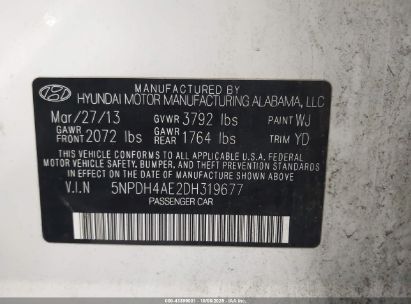 MANUFACTURED BY
HYUNDAI MOTOR MANUFACTURING ALABAMA, LLC
Mar/27/13 GVWR 3792 lbs PAINT WJ
GAWR FRONT 2072 lbs GAWR REAR 1764 lbs TRIM YD
THIS VEHICLE CONFORMS TO ALL APPLICABLE U.S. FEDERAL MOTOR
VEHICLE SAFETY, BUMPER, AND THEFT PREVENTION STANDARDS
IN EFFECT ON THE DATE OF MANUFACTURE SHOWN ABOVE.
V.I.N 5NPDH4AE2DH319677
PASSENGER CAR